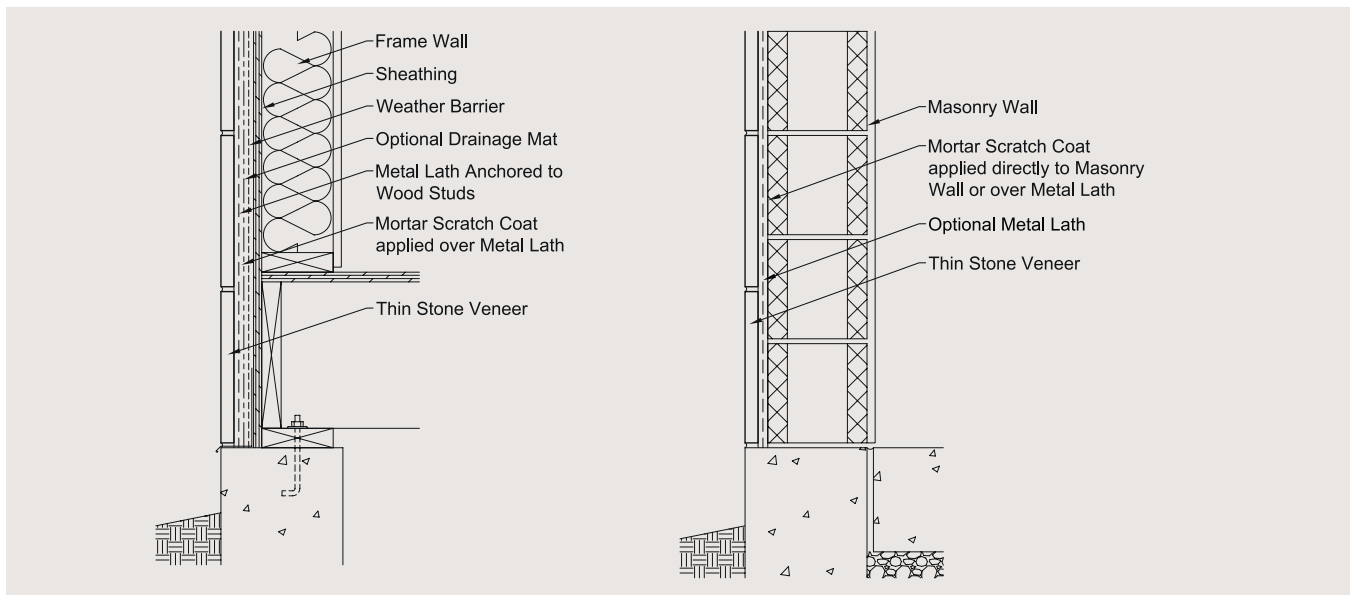 Frame Wall
Sheathing
Weather Barrier
Optional Drainage Mat
Metal Lath Anchored to
Wood Studs
Mortar Scratch Coat
applied over Metal Lath
Thin Stone Veneer
Masonry Wall
Mortar Scratch Coat
applied directly to Masonry
Wall or over Metal Lath
Optional Metal Lath
Thin Stone Veneer